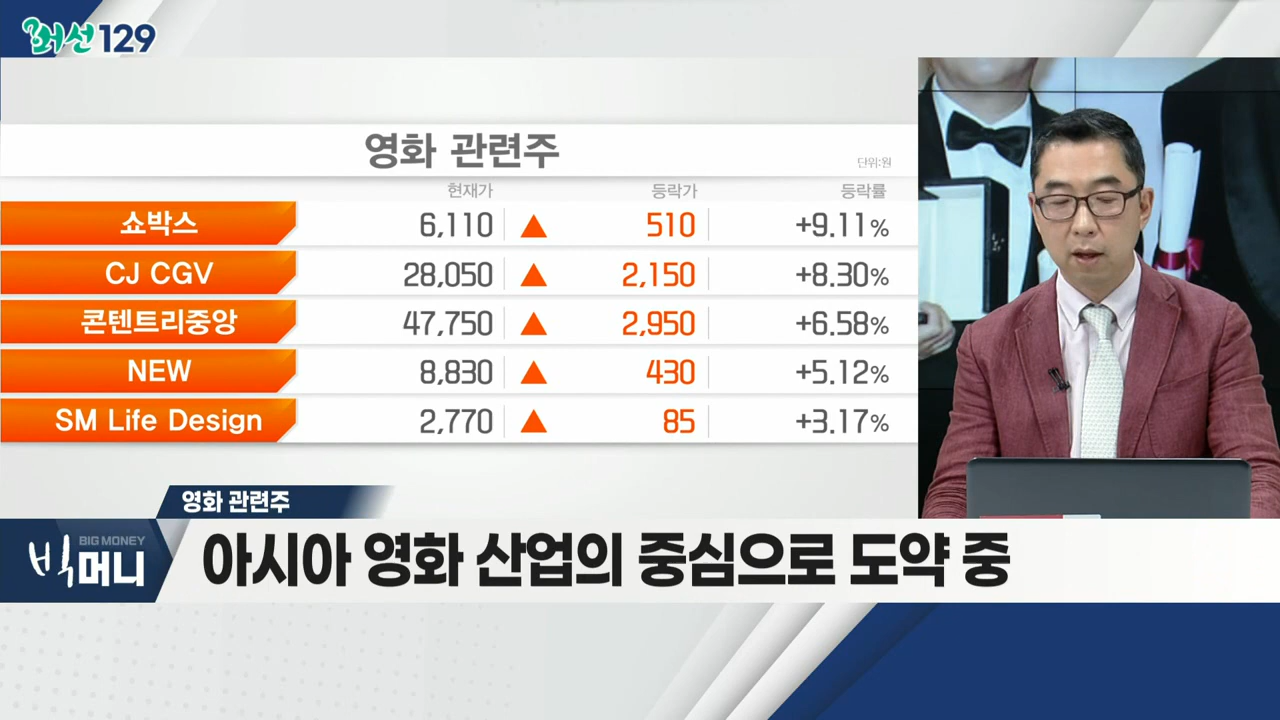 머선129
영화 관련주
단위:원
현재가 등락가 등락률
쇼박스 6,110 ▲ 510 +9.11%
CJ CGV 28,050 ▲ 2,150 +8.30%
콘텐트리중앙 47,750 ▲ 2,950 +6.58%
NEW 8,830 ▲ 430 +5.12%
SM Life Design 2,770 ▲ 85 +3.17%
영화 관련주
BIG MONEY
빅머니
아시아 영화 산업의 중심으로 도약 중